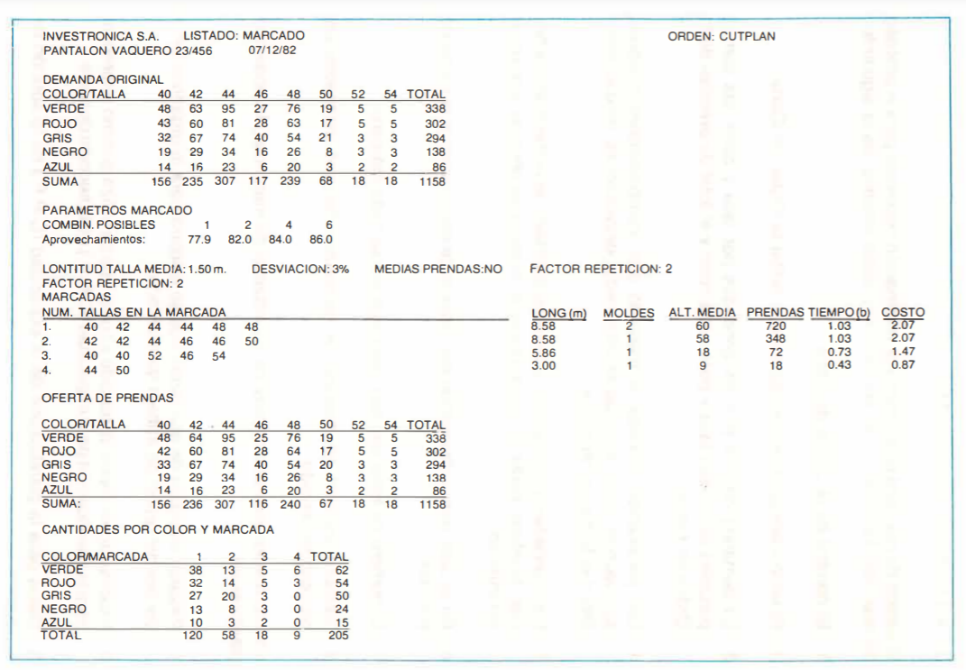 INVESTRONICA S.A. LISTADO: MARCADO ORDEN: CUTPLAN
PANTALON VAQUERO 23/456 07/12/82
DEMANDA ORIGINAL
COLOR/TALLA 40 42 44 46 48 50 52 54 TOTAL
VERDE 48 63 95 27 76 19 5 5 338
ROJO 43 60 81 28 63 17 5 5 302
GRIS 32 67 74 40 54 21 3 3 294
NEGRO 19 29 34 16 26 8 3 3 138
AZUL 14 16 23 6 20 3 2 2 86
SUMA 156 235 307 117 239 68 18 18 1158
PARAMETROS MARCADO
COMBIN. POSIBLES 1 2 4 6
Aprovechamientos: 77.9 82.0 84.0 86.0
LONTITUD TALLA MEDIA: 1.50 m. DESVIACION: 3% MEDIAS PRENDAS:NO FACTOR REPETICION: 2
FACTOR REPETICION: 2
MARCADAS
NUM. TALLAS EN LA MARCADA LONG (m) MOLDES ALT. MEDIA PRENDAS TIEMPO (b) COSTO
1. 40 42 44 44 48 48 8.58 2 60 720 1.03 2.07
2. 42 42 44 46 46 50 8.58 1 58 348 1.03 2.07
3. 40 40 52 46 54 5.86 1 18 72 0.73 1.47
4. 44 50 3.00 1 9 18 0.43 0.87
OFERTA DE PRENDAS
COLOR/TALLA 40 42 44 46 48 50 52 54 TOTAL
VERDE 48 64 95 25 76 19 5 5 338
ROJO 42 60 81 28 64 17 5 5 302
GRIS 33 67 74 40 54 20 3 3 294
NEGRO 19 29 34 16 26 8 3 3 138
AZUL 14 16 23 6 20 3 2 2 86
SUMA: 156 236 307 116 240 67 18 18 1158
CANTIDADES POR COLOR Y MARCADA
COLOR/MARCADA 1 2 3 4 TOTAL
VERDE 38 13 5 6 62
ROJO 32 14 5 3 54
GRIS 27 20 3 0 50
NEGRO 13 8 3 0 24
AZUL 10 3 2 0 15
TOTAL 120 58 18 9 205